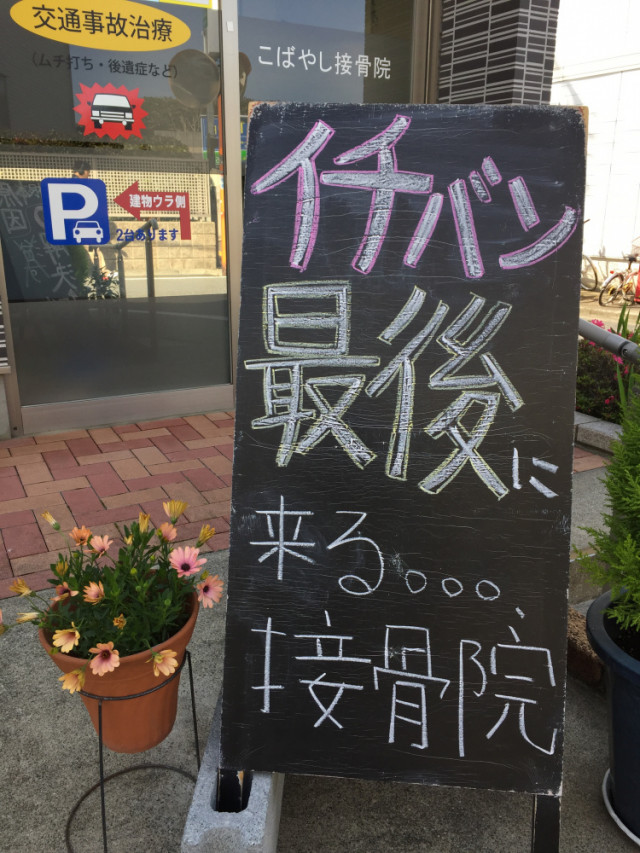 交通事故治療
(ムチ打ち・後遺症など)
こばやし接骨院
P
建物ウラ側
2台あります
イチバン
最後に
来る。。。
接骨院